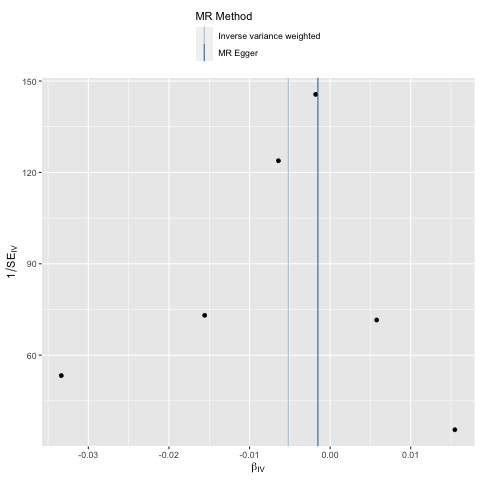 MR Method
Inverse variance weighted
MR Egger
150
120
90
60
1/SE_IV
-0.03
-0.02
-0.01
0.00
0.01
β_IV